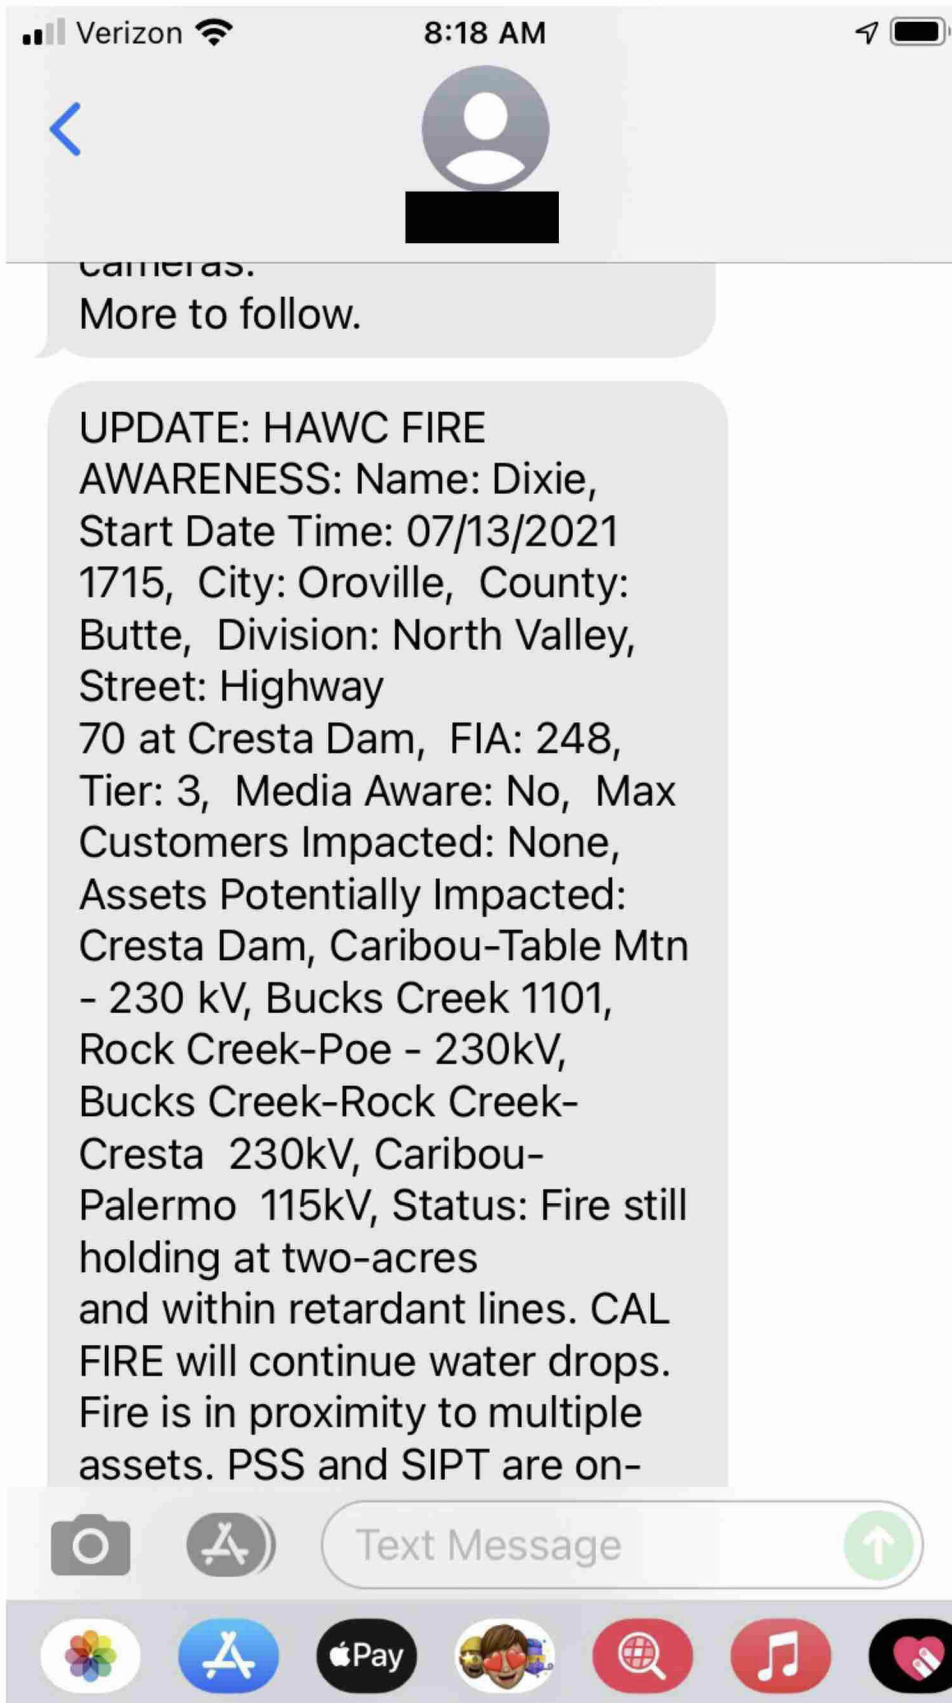 Verizon
8:18 AM
cameras.
More to follow.
UPDATE: HAWC FIRE
AWARENESS: Name: Dixie,
Start Date Time: 07/13/2021
1715,  City: Oroville,  County:
Butte,  Division: North Valley,
Street: Highway
70 at Cresta Dam,  FIA: 248,
Tier: 3,  Media Aware: No,  Max
Customers Impacted: None,
Assets Potentially Impacted:
Cresta Dam, Caribou-Table Mtn
- 230 kV, Bucks Creek 1101,
Rock Creek-Poe - 230kV,
Bucks Creek-Rock Creek-
Cresta  230kV, Caribou-
Palermo  115kV, Status: Fire still
holding at two-acres
and within retardant lines. CAL
FIRE will continue water drops.
Fire is in proximity to multiple
assets. PSS and SIPT are on-
Text Message
Pay